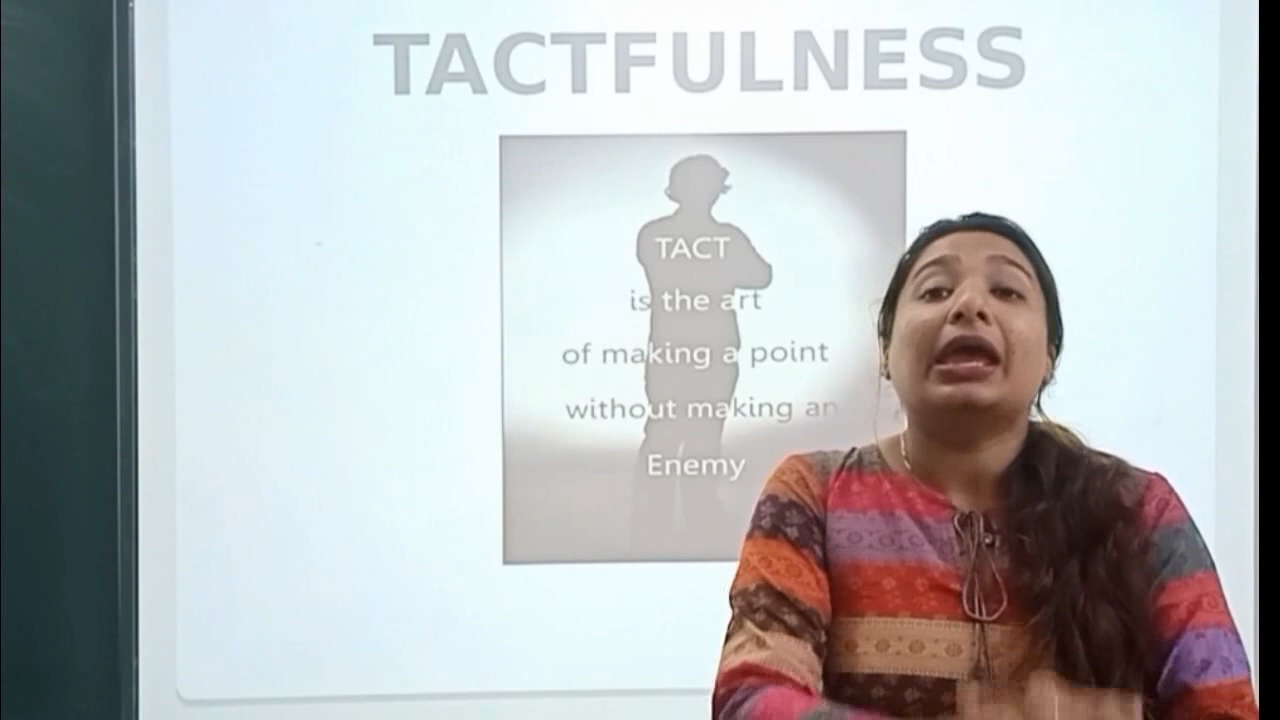 TACTFULNESS
TACT
is the art
of making a point
without making an
Enemy